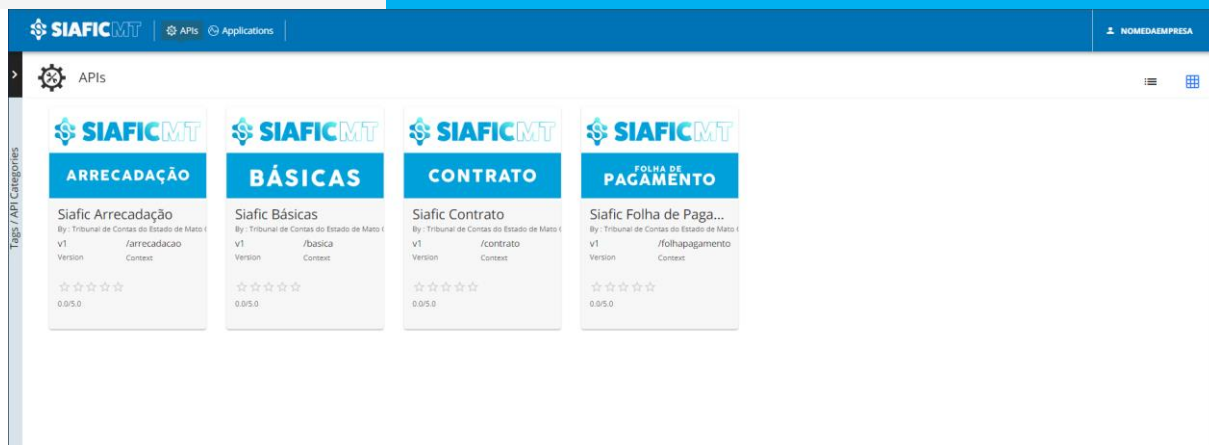 SIAFICMT APIs Applications NOMEDAEMPRESA
> APIs
Tags / API Categories
SIAFICMT SIAFICMT SIAFICMT SIAFICMT
ARRECADAÇÃO BÁSICAS CONTRATO FOLHA DE PAGAMENTO
Siafic Arrecadação Siafic Básicas Siafic Contrato Siafic Folha de Paga...
By : Tribunal de Contas do Estado de Mato By : Tribunal de Contas do Estado de Mato By : Tribunal de Contas do Estado de Mato By : Tribunal de Contas do Estado de Mato
v1 /arrecadacao v1 /basica v1 /contrato v1 /folhapagamento
Version Context Version Context Version Context Version Context
0.0/5.0 0.0/5.0 0.0/5.0 0.0/5.0